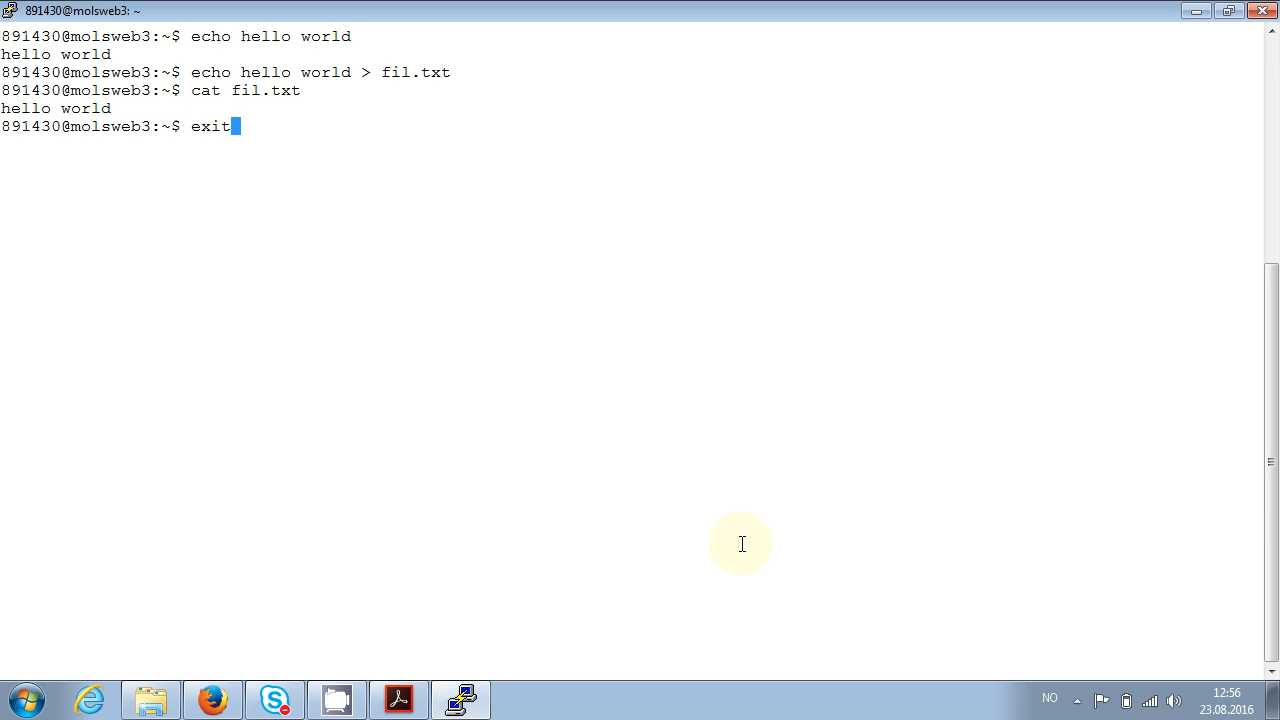 891430@molsweb3: ~
891430@molsweb3:~$ echo hello world
hello world
891430@molsweb3:~$ echo hello world > fil.txt
891430@molsweb3:~$ cat fil.txt
hello world
891430@molsweb3:~$ exit
NO
12:56
23.08.2016